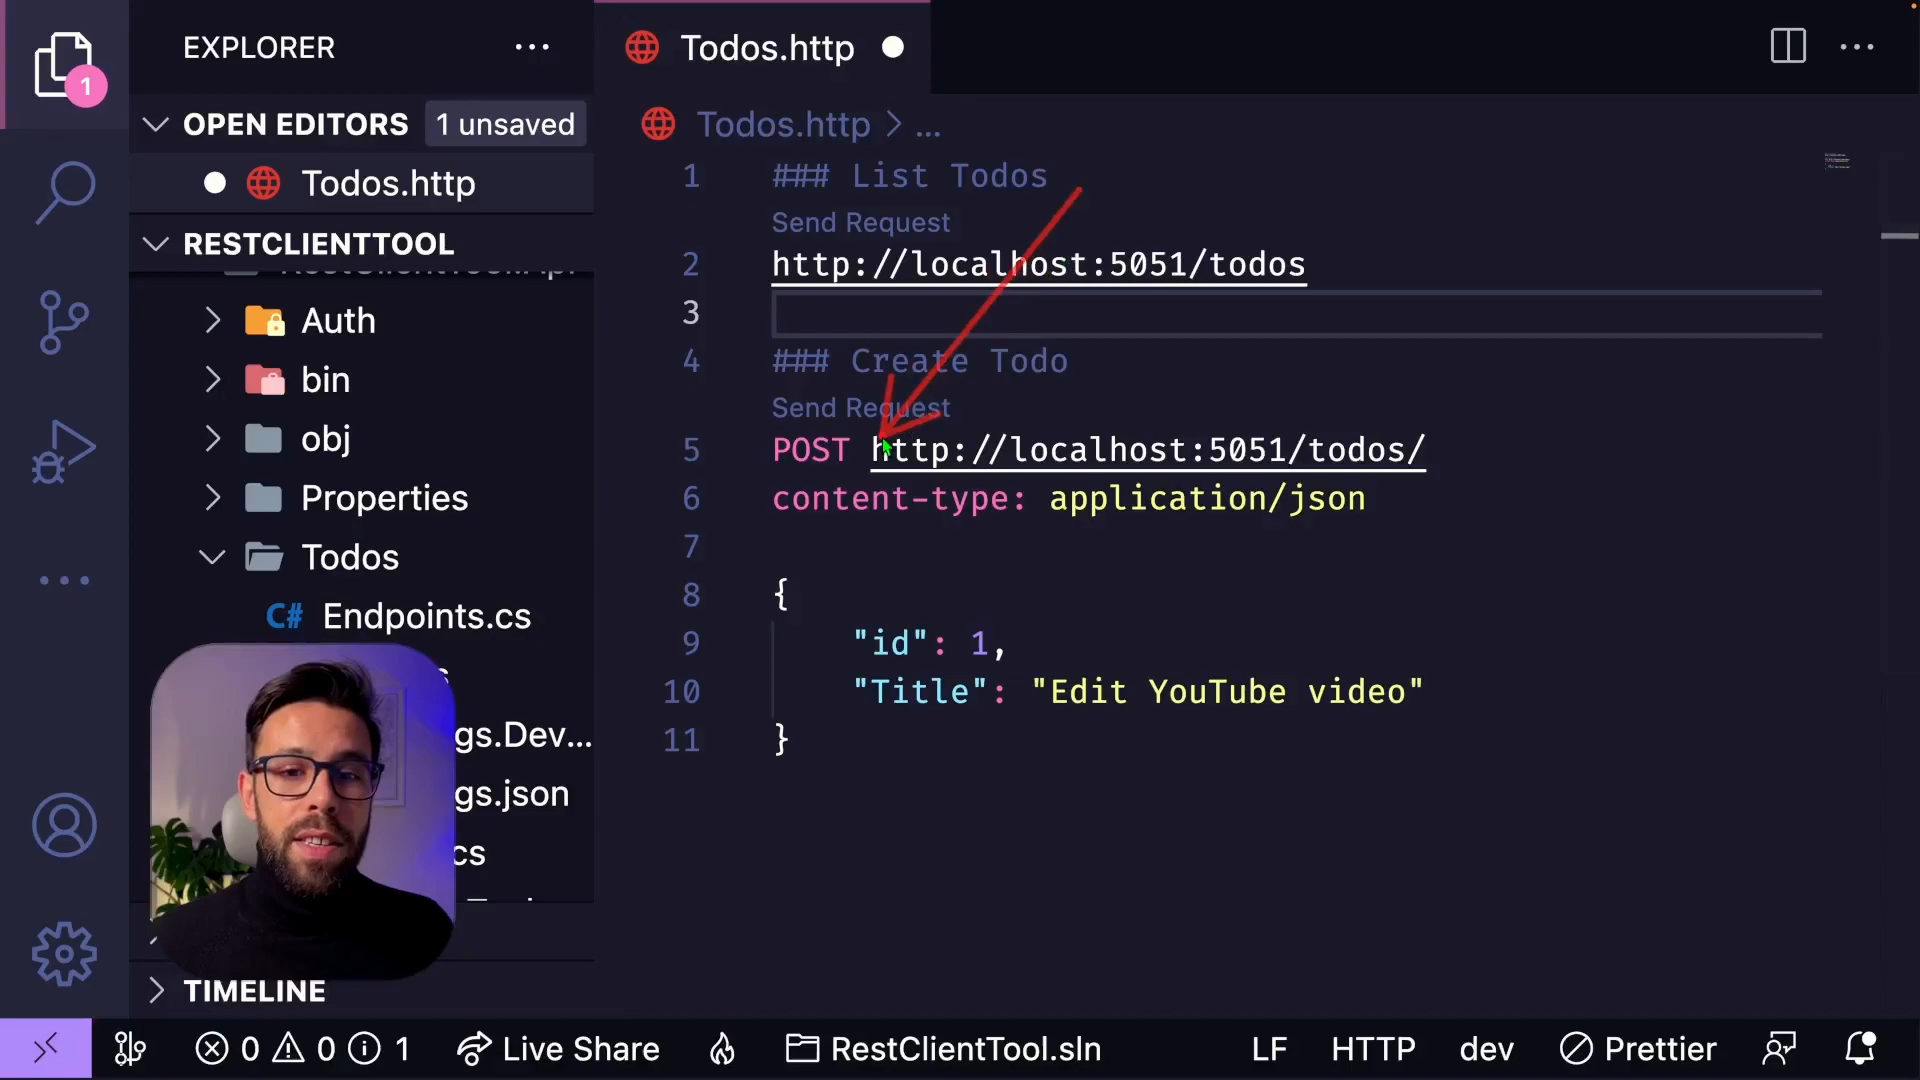 EXPLORER
1
OPEN EDITORS
1 unsaved
Todos.http
RESTCLIENTTOOL
Auth
bin
obj
Properties
Todos
C# Endpoints.cs
gs.Dev...
gs.json
cs
TIMELINE
Todos.http
Todos.http > ...
1 ### List Todos
Send Request
2 http://localhost:5051/todos
3
4 ### Create Todo
Send Request
5 POST http://localhost:5051/todos/
6 content-type: application/json
7
8 {
9 "id": 1,
10 "Title": "Edit YouTube video"
11 }
0 0 1 Live Share RestClientTool.sln LF HTTP dev Prettier